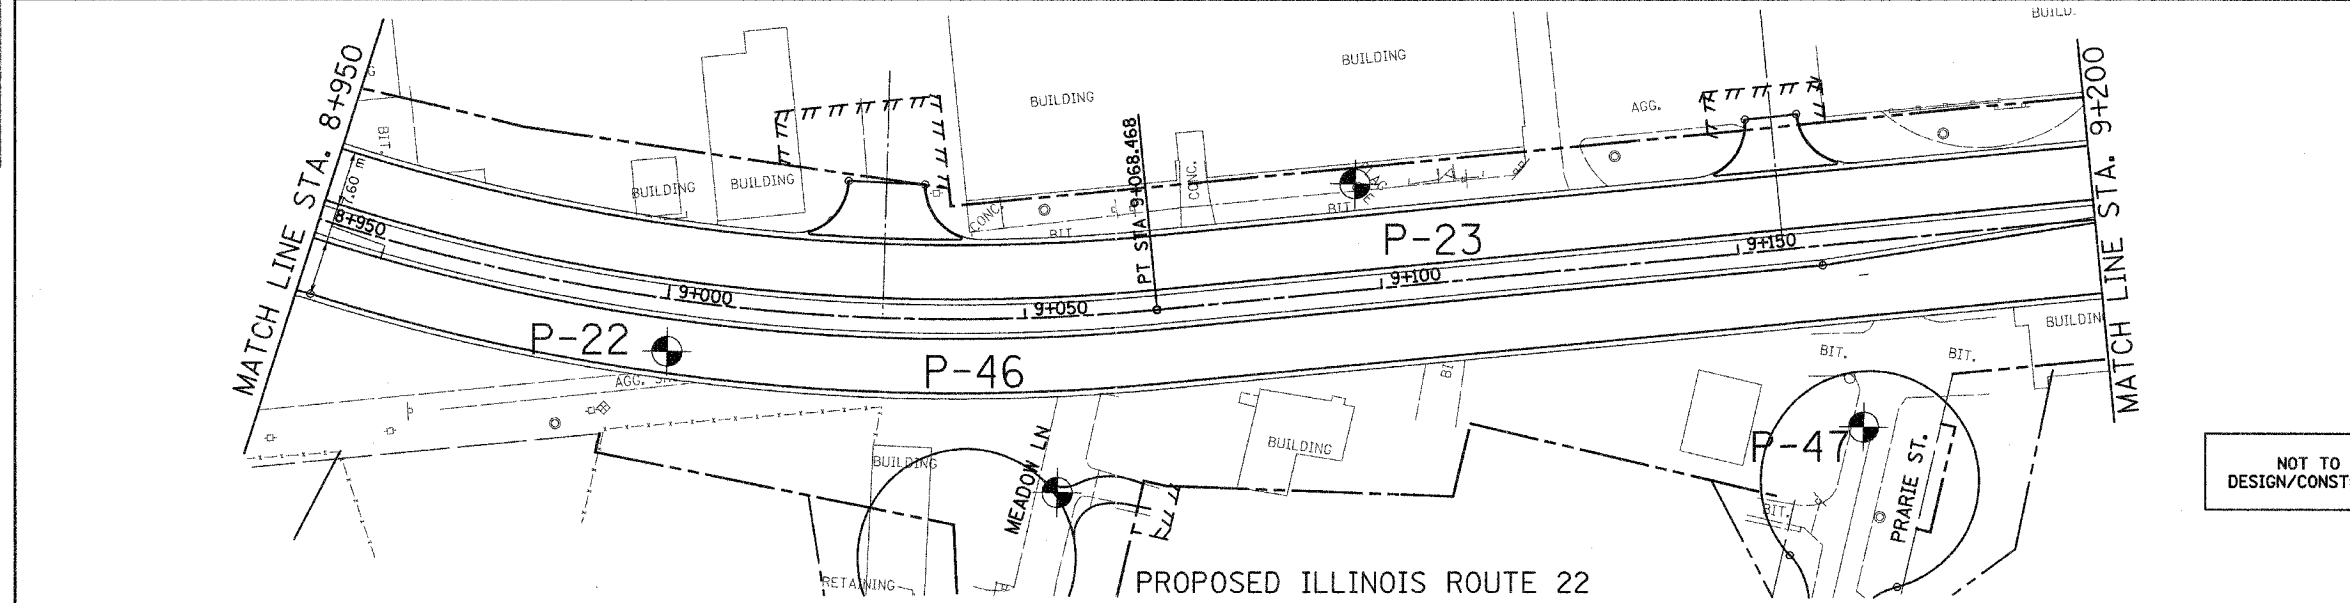 BUILD.
BUILDING
BUILDING
AGG.
MATCH LINE STA. 8+950
MATCH LINE STA. 9+200
BIT.
7.60 m
BUILDING
BUILDING
CONC.
CONC.
BIT
BIT
PT STA 9+068.468
P-23
8+950
9+000
9+050
9+100
9+150
P-22
P-46
AGG.
BUILDING
BUILDING
MEADOW LN
RETAINING
BIT.
BIT.
BUILDIN
P-47
BIT.
PRARIE ST.
NOT TO
DESIGN/CONST
PROPOSED ILLINOIS ROUTE 22